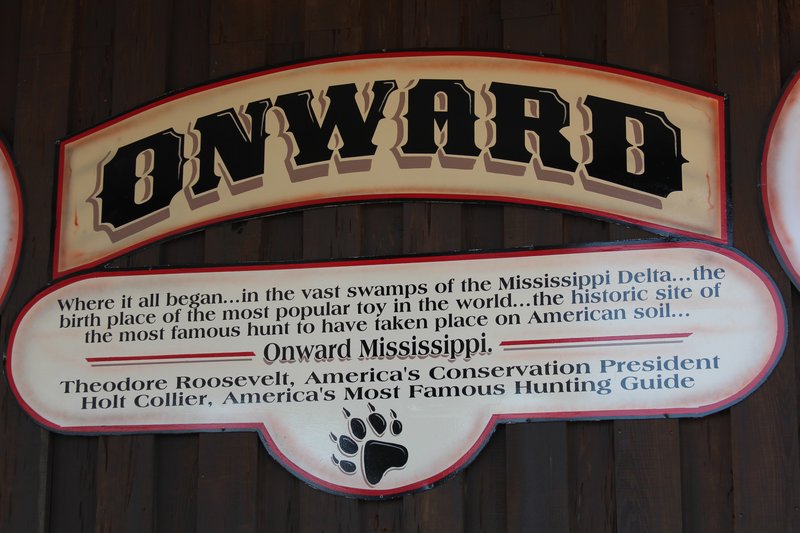 ONWARD
Where it all began...in the vast swamps of the Mississippi Delta...the
birth place of the most popular toy in the world...the historic site of
the most famous hunt to have taken place on American soil...
Onward Mississippi.
Theodore Roosevelt, America's Conservation President
Holt Collier, America's Most Famous Hunting Guide